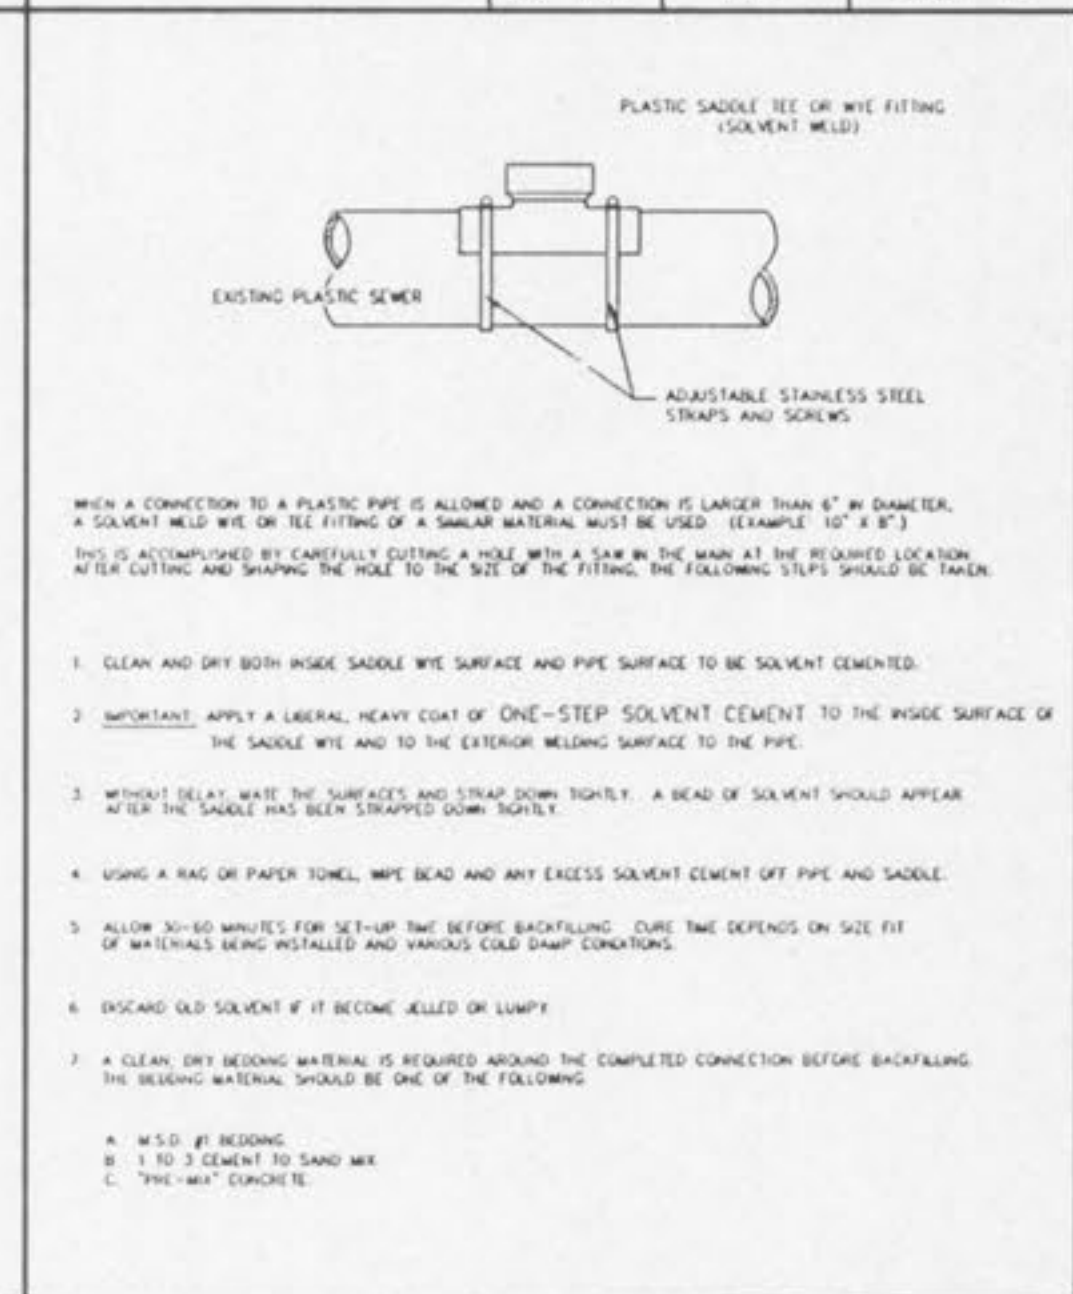 PLASTIC SADDLE TEE OR WYE FITTING
(SOLVENT WELD)
EXISTING PLASTIC SEWER
ADJUSTABLE STAINLESS STEEL
STRAPS AND SCREWS
WHEN A CONNECTION TO A PLASTIC PIPE IS ALLOWED AND A CONNECTION IS LARGER THAN 6" IN DIAMETER,
A SOLVENT WELD WYE OR TEE FITTING OF A SIMILAR MATERIAL MUST BE USED. (EXAMPLE: 10" X 8".)
THIS IS ACCOMPLISHED BY CAREFULLY CUTTING A HOLE WITH A SAW IN THE MAIN AT THE REQUIRED LOCATION.
AFTER CUTTING AND SHAPING THE HOLE TO THE SIZE OF THE FITTING, THE FOLLOWING STEPS SHOULD BE TAKEN.
1. CLEAN AND DRY BOTH INSIDE SADDLE WYE SURFACE AND PIPE SURFACE TO BE SOLVENT CEMENTED.
2. IMPORTANT: APPLY A LIBERAL, HEAVY COAT OF ONE-STEP SOLVENT CEMENT TO THE INSIDE SURFACE OF
THE SADDLE WYE AND TO THE EXTERIOR WELDING SURFACE TO THE PIPE.
3. WITHOUT DELAY, MATE THE SURFACES AND STRAP DOWN TIGHTLY. A BEAD OF SOLVENT SHOULD APPEAR
AFTER THE SADDLE HAS BEEN STRAPPED DOWN TIGHTLY.
4. USING A RAG OR PAPER TOWEL, WIPE BEAD AND ANY EXCESS SOLVENT CEMENT OFF PIPE AND SADDLE.
5. ALLOW 30-60 MINUTES FOR SET-UP TIME BEFORE BACKFILLING. CURE TIME DEPENDS ON SIZE FIT
OF MATERIALS BEING INSTALLED AND VARIOUS COLD DAMP CONDITIONS.
6. DISCARD OLD SOLVENT IF IT BECOME JELLED OR LUMPY.
7. A CLEAN, DRY BEDDING MATERIAL IS REQUIRED AROUND THE COMPLETED CONNECTION BEFORE BACKFILLING.
THE BEDDING MATERIAL SHOULD BE ONE OF THE FOLLOWING
A. M.S.D. #1 BEDDING
B. 1 TO 3 CEMENT TO SAND MIX
C. "PRE-MIX" CONCRETE.